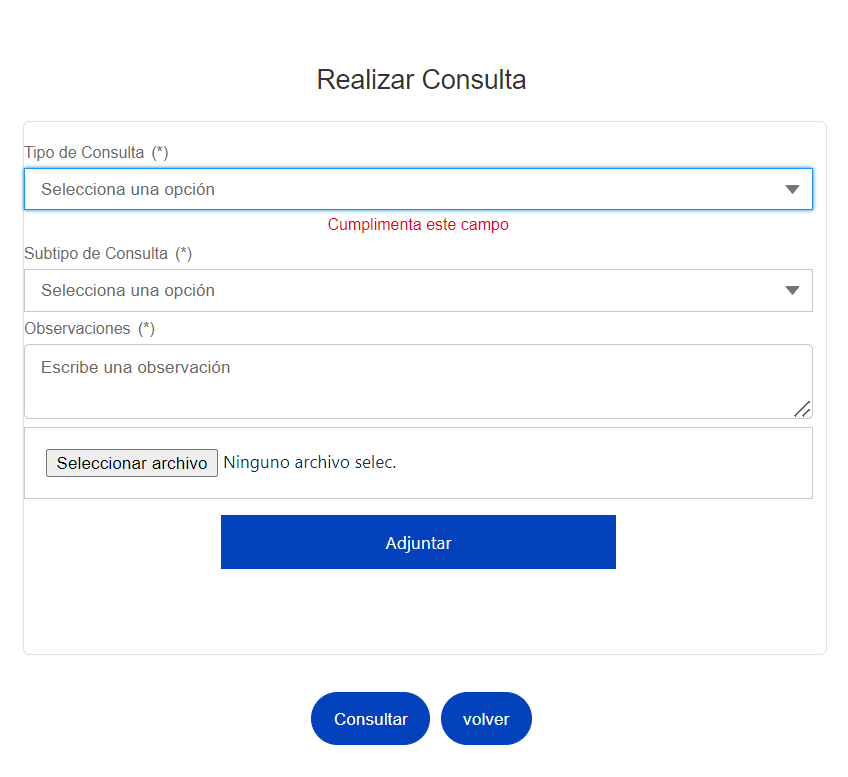 Realizar Consulta
Tipo de Consulta (*)
Selecciona una opción
Cumplimenta este campo
Subtipo de Consulta (*)
Selecciona una opción
Observaciones (*)
Escribe una observación
Seleccionar archivo Ninguno archivo selec.
Adjuntar
Consultar volver